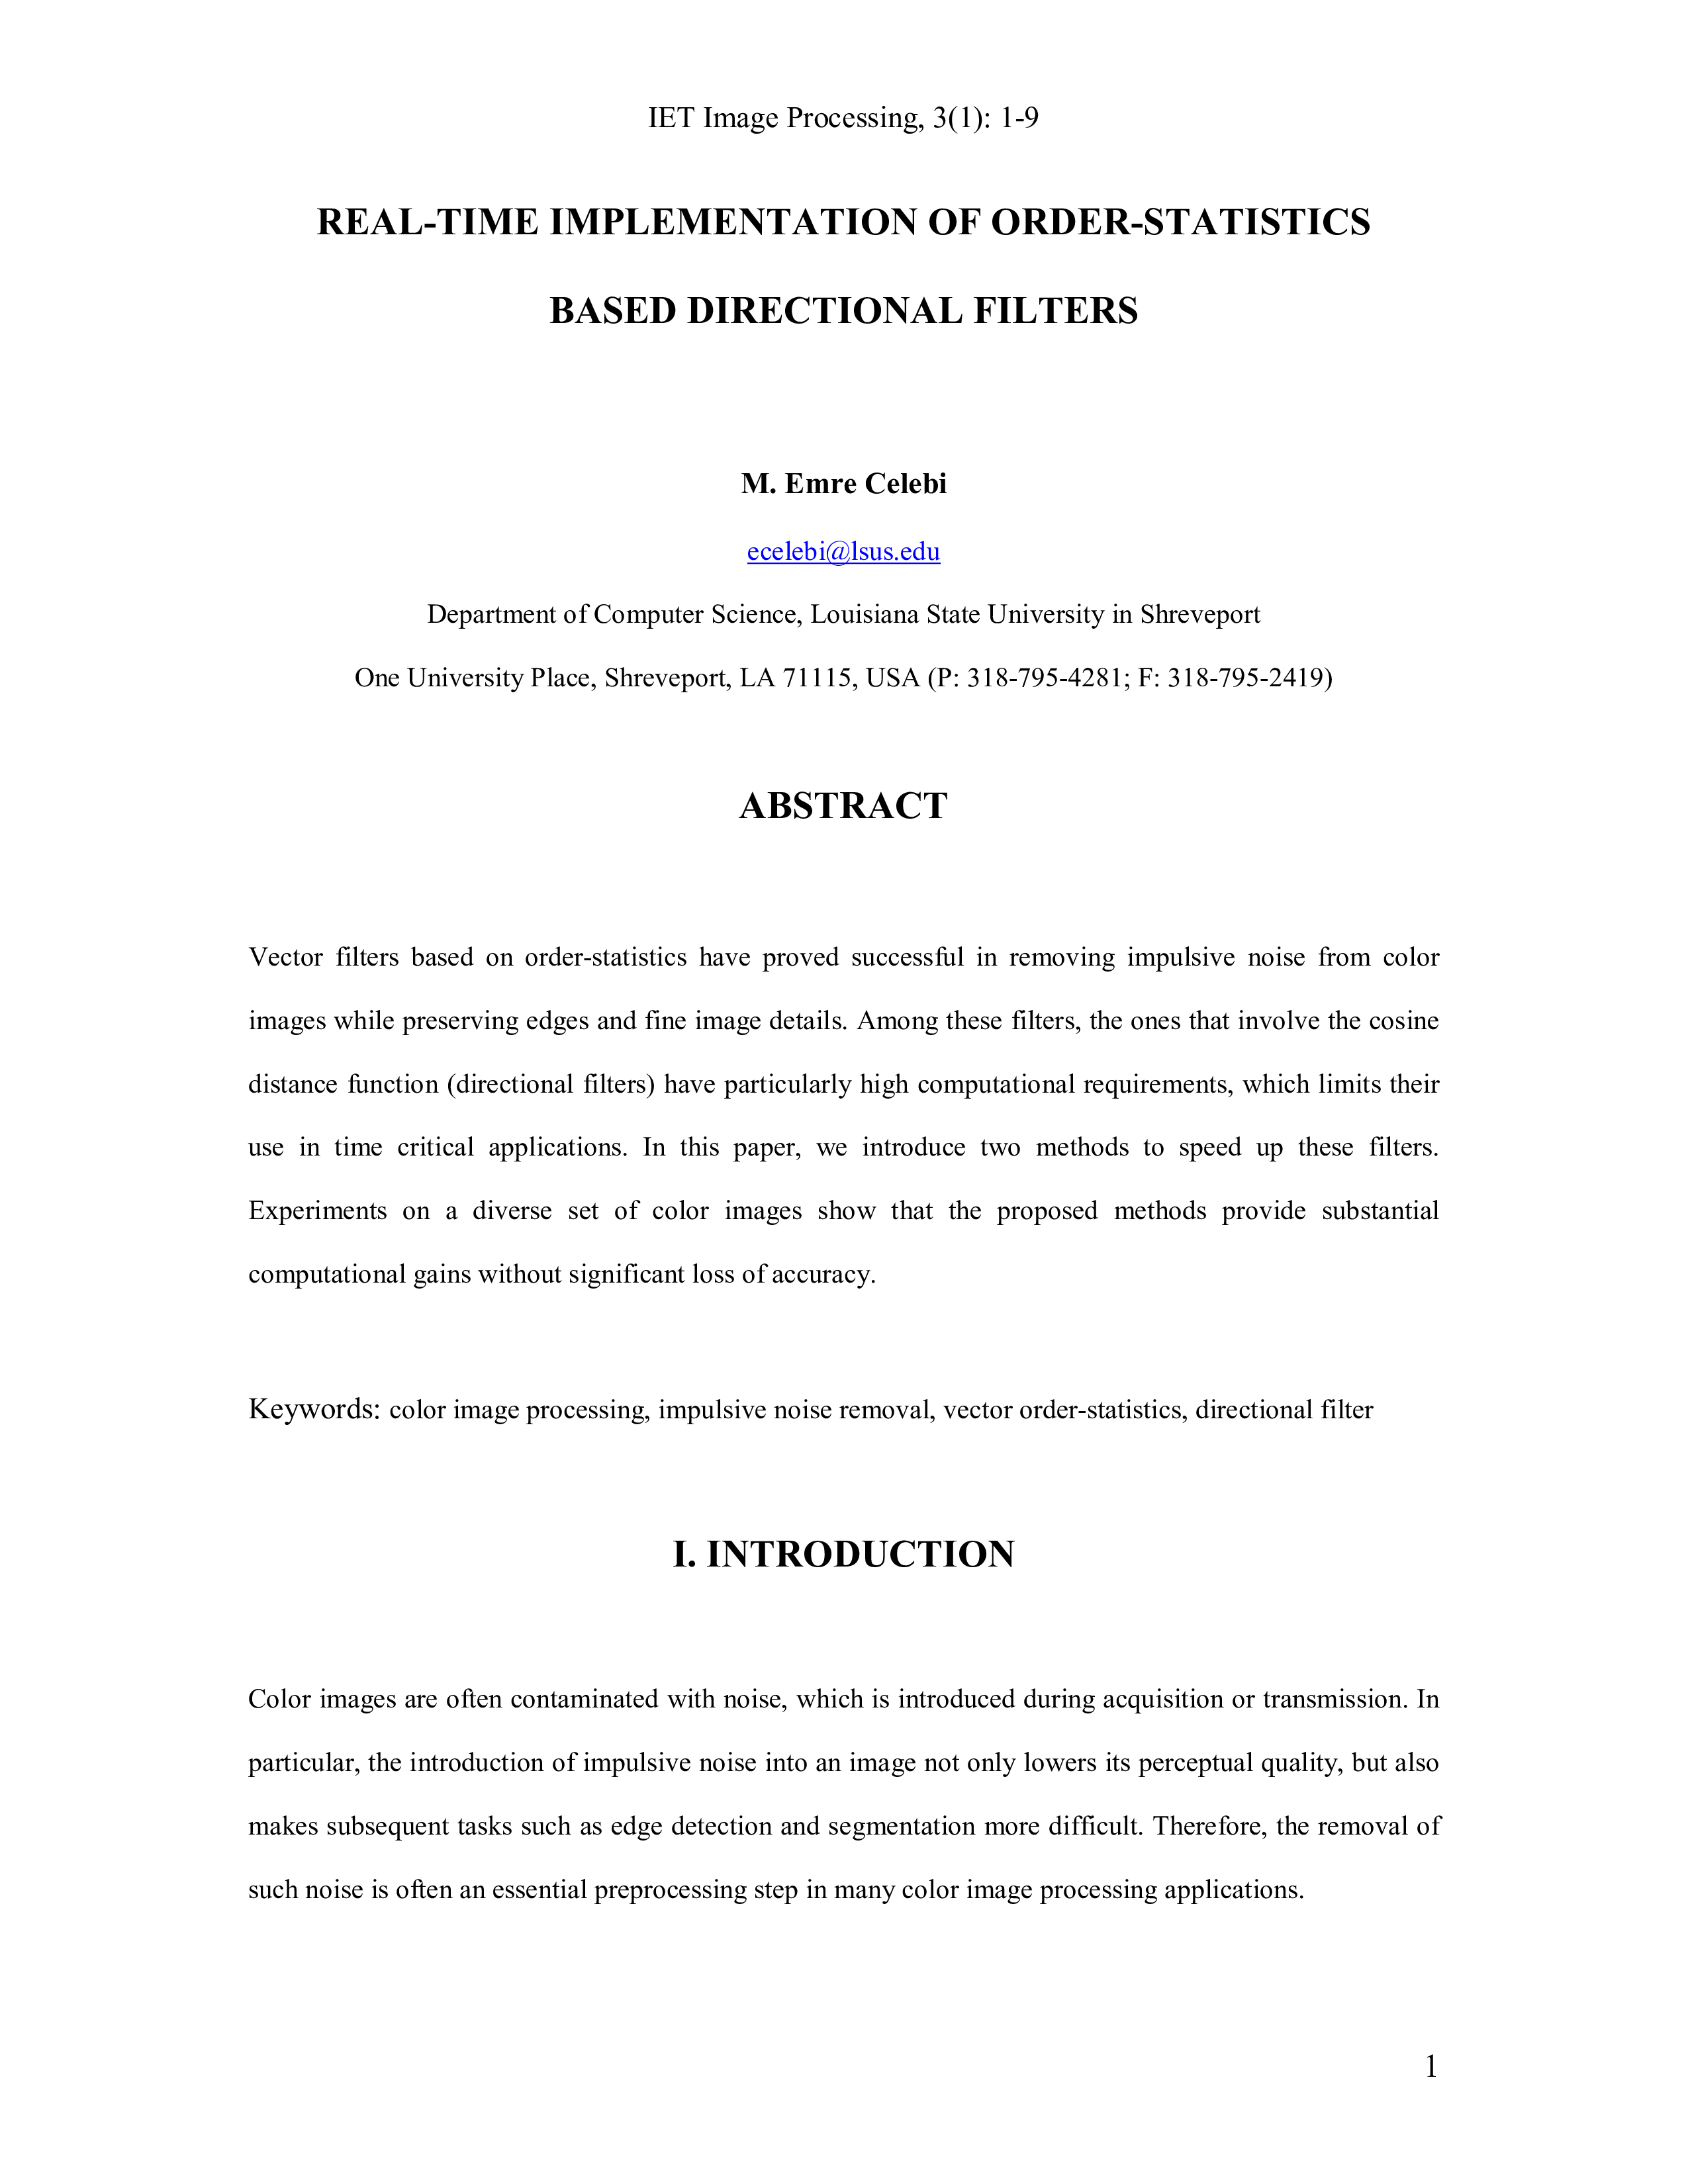 IET Image Processing, 3(1): 1-9
REAL-TIME IMPLEMENTATION OF ORDER-STATISTICS
BASED DIRECTIONAL FILTERS
M. Emre Celebi
ecelebi@lsus.edu
Department of Computer Science, Louisiana State University in Shreveport
One University Place, Shreveport, LA 71115, USA (P: 318-795-4281; F: 318-795-2419)
ABSTRACT
Vector filters based on order-statistics have proved successful in removing impulsive noise from color
images while preserving edges and fine image details. Among these filters, the ones that involve the cosine
distance function (directional filters) have particularly high computational requirements, which limits their
use in time critical applications. In this paper, we introduce two methods to speed up these filters.
Experiments on a diverse set of color images show that the proposed methods provide substantial
computational gains without significant loss of accuracy.
Keywords: color image processing, impulsive noise removal, vector order-statistics, directional filter
I. INTRODUCTION
Color images are often contaminated with noise, which is introduced during acquisition or transmission. In
particular, the introduction of impulsive noise into an image not only lowers its perceptual quality, but also
makes subsequent tasks such as edge detection and segmentation more difficult. Therefore, the removal of
such noise is often an essential preprocessing step in many color image processing applications.
1